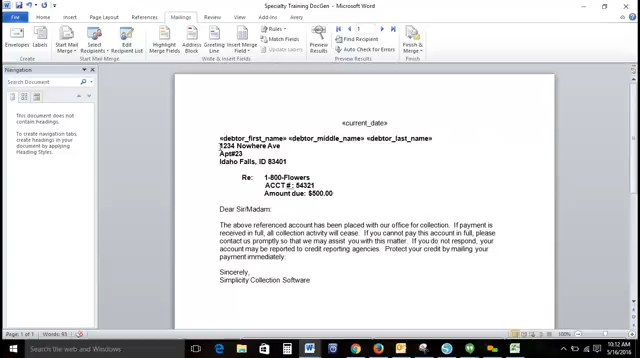 Specialty Training DocGen - Microsoft Word
File Home Insert Page Layout References Mailings Review View Add-Ins Avery
Envelopes Labels Start Mail Merge Select Recipients Edit Recipient List Highlight Merge Fields Address Block Greeting Line Insert Merge Field Rules Match Fields Update Labels Preview Results 1 Find Recipient Auto Check for Errors Finish & Merge
Create Start Mail Merge Write & Insert Fields Preview Results Finish
Navigation
Search Document
This document does not contain headings.
To create navigation tabs, create headings in your document by applying Heading Styles.
«current_date»
«debtor_first_name» «debtor_middle_name» «debtor_last_name»
1234 Nowhere Ave
Apt#23
Idaho Falls, ID 83401
Re: 1-800-Flowers
ACCT #.: 54321
Amount due: $500.00
Dear Sir/Madam:
The above referenced account has been placed with our office for collection. If payment is
received in full, all collection activity will cease. If you cannot pay this account in full, please
contact us promptly so that we may assist you with this matter. If you do not respond, your
account may be reported to credit reporting agencies. Protect your credit by mailing your
payment immediately.
Sincerely,
Simplicity Collection Software
Page: 1 of 1 Words: 93 100%
Search the web and Windows
10:12 AM
5/16/2016